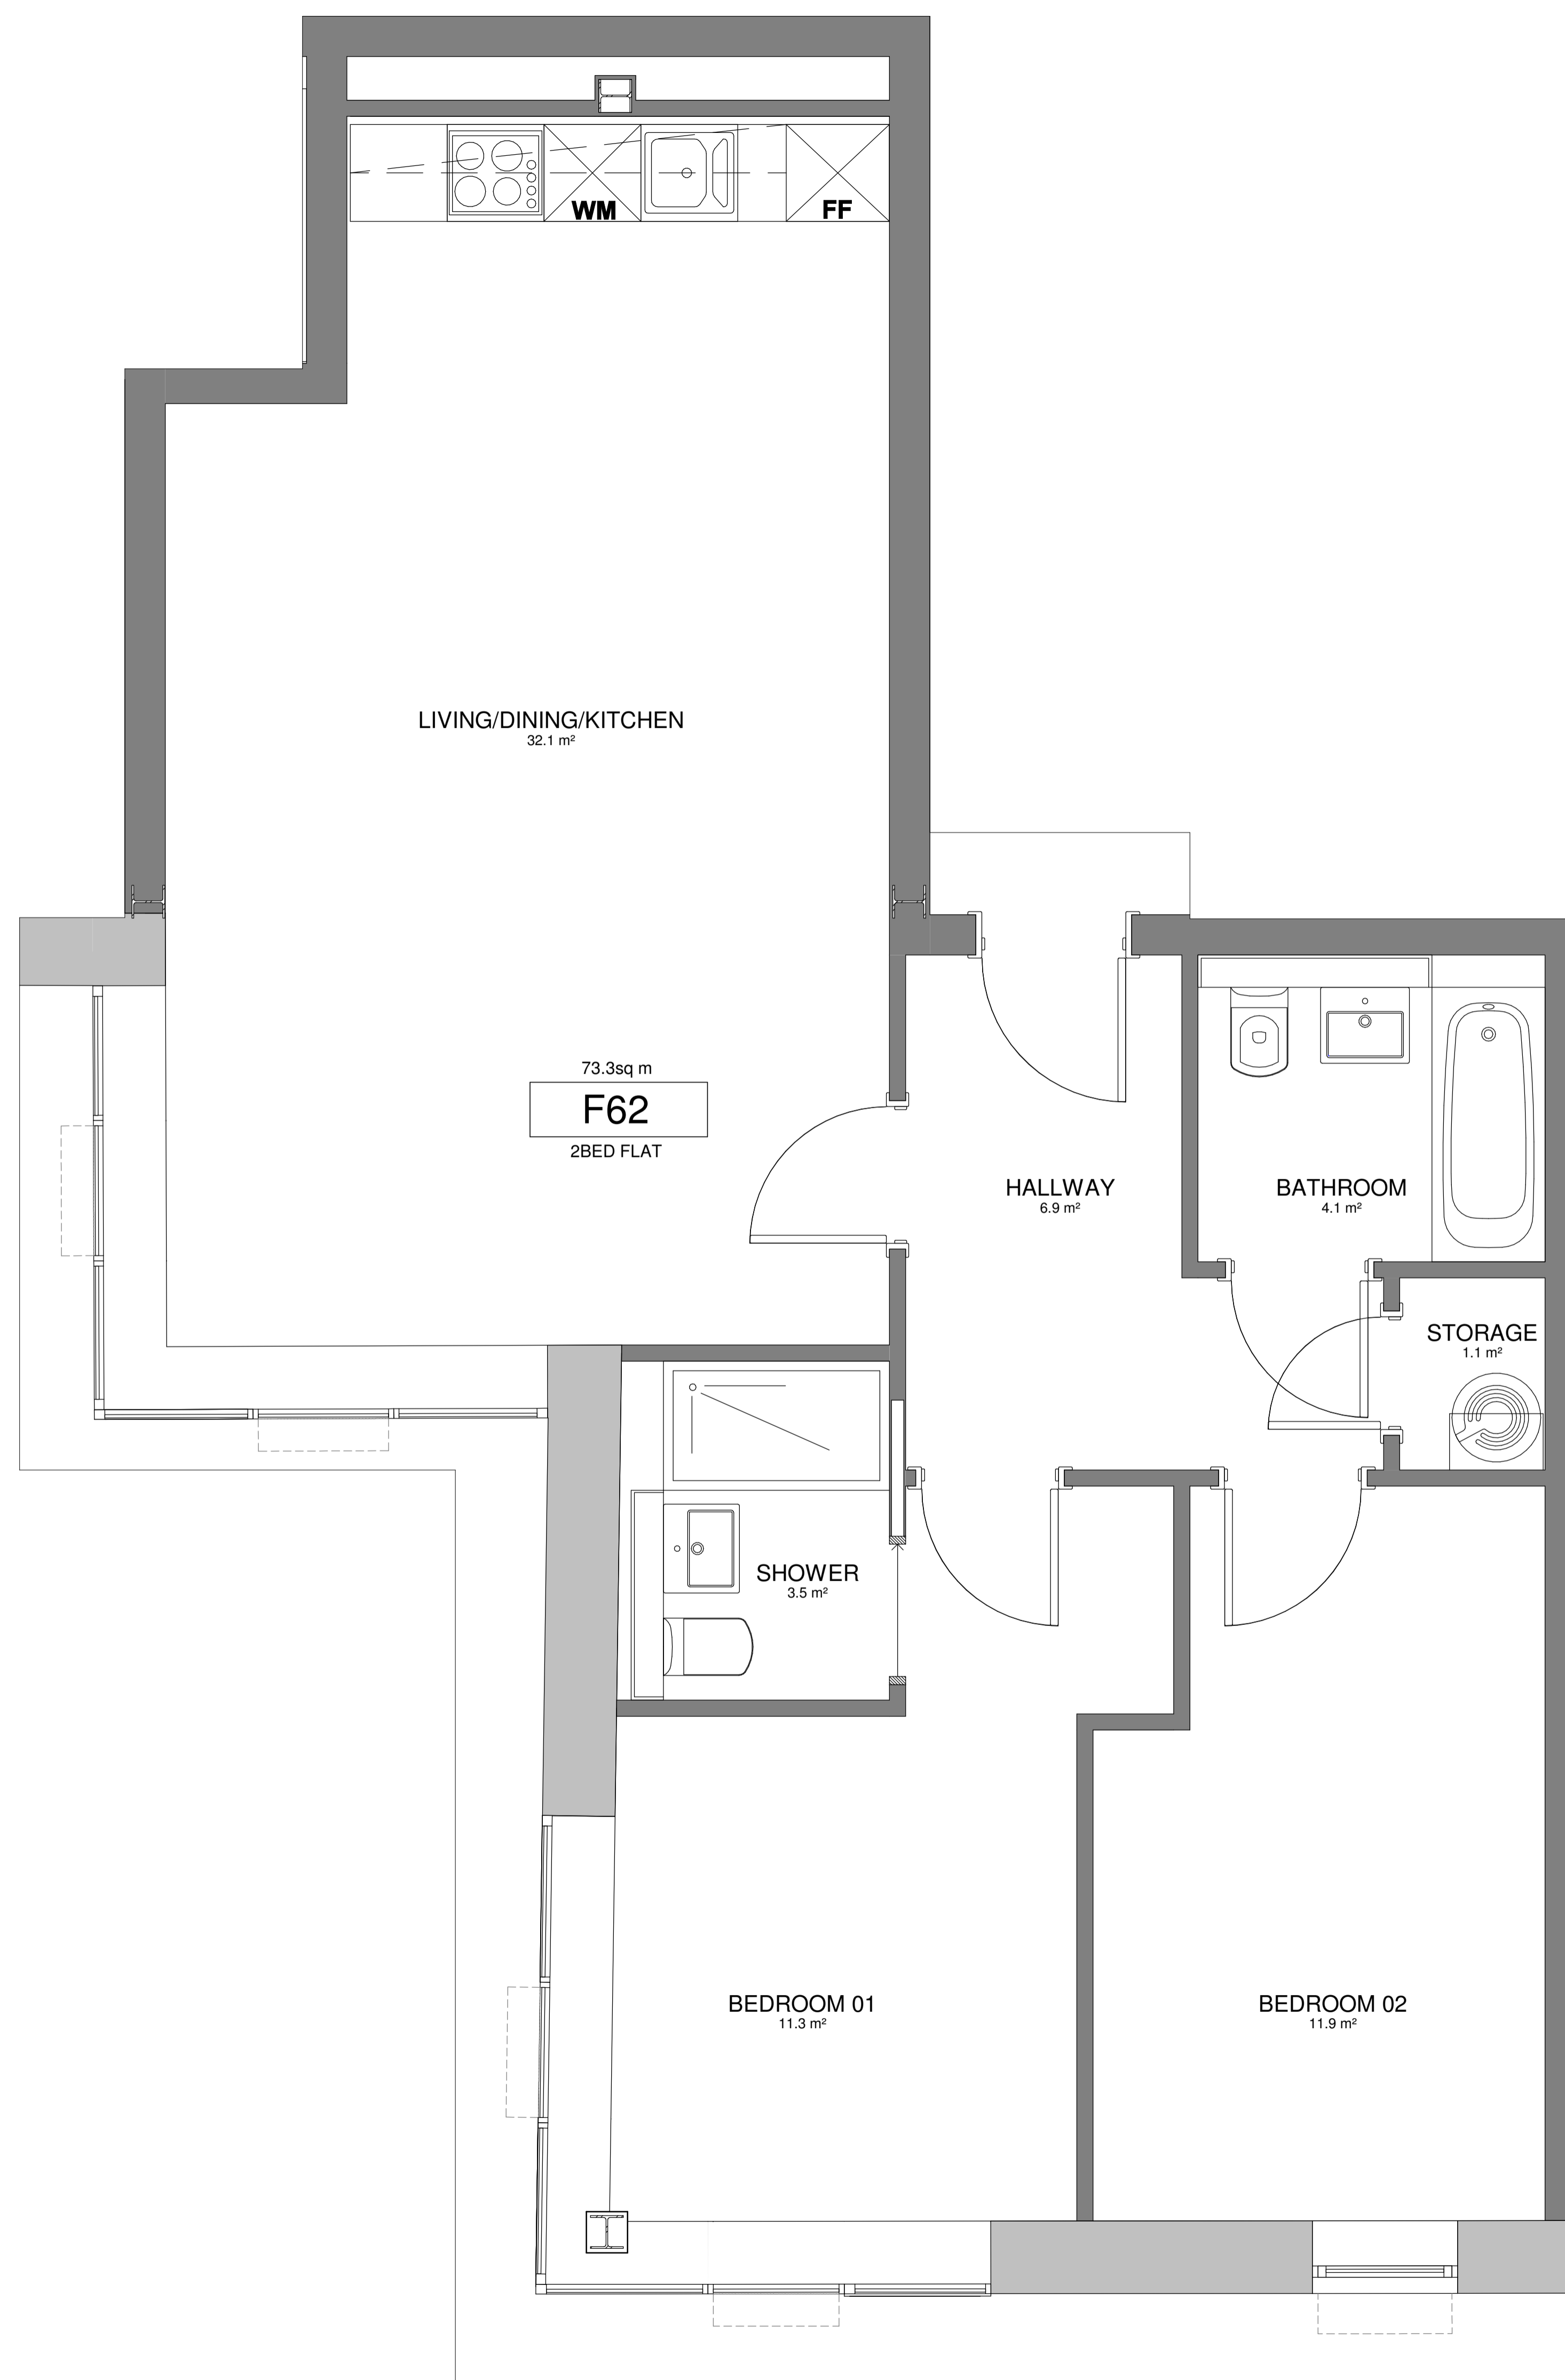 WM
FF
LIVING/DINING/KITCHEN
32.1 m²
73.3sq m
F62
2BED FLAT
HALLWAY
6.9 m²
BATHROOM
4.1 m²
STORAGE
1.1 m²
SHOWER
3.5 m²
BEDROOM 01
11.3 m²
BEDROOM 02
11.9 m²